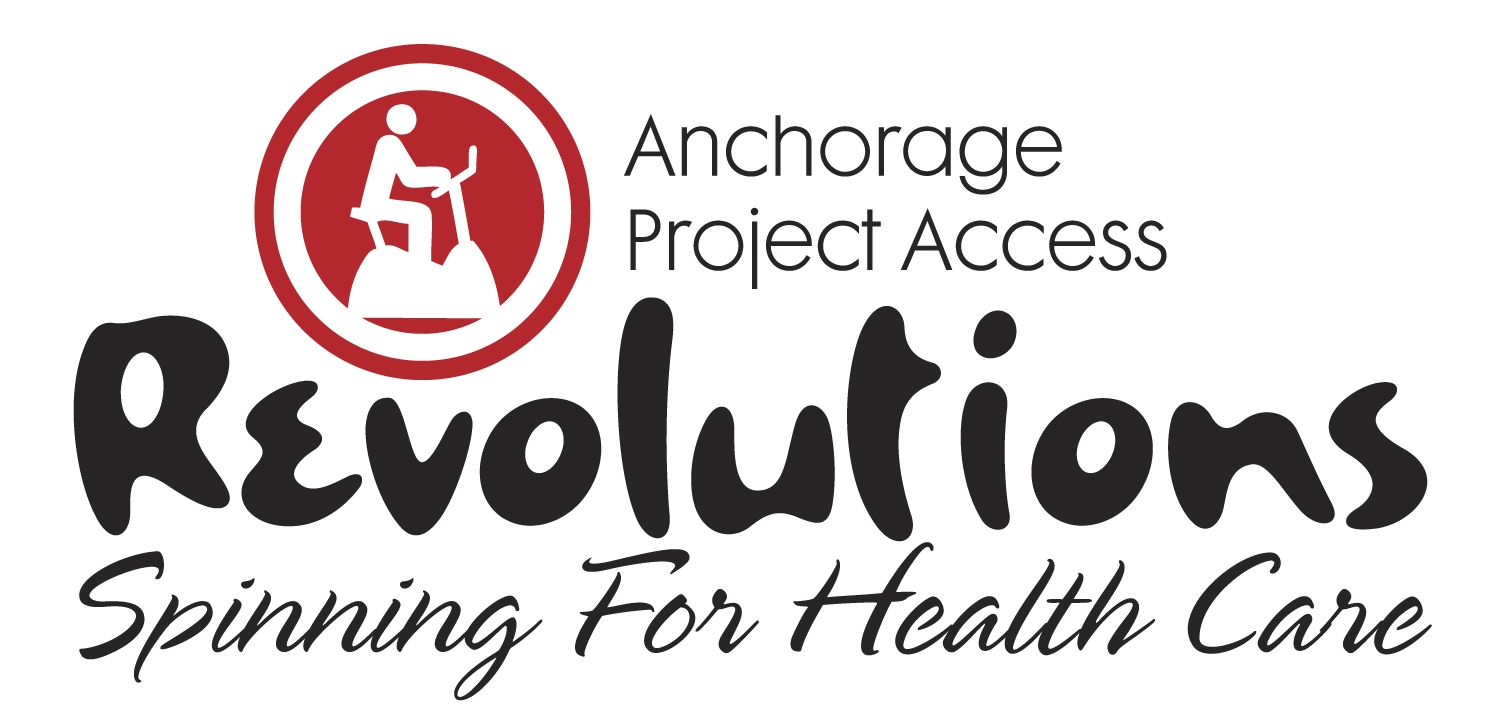 Anchorage
Project Access
Revolutions
Spinning For Health Care